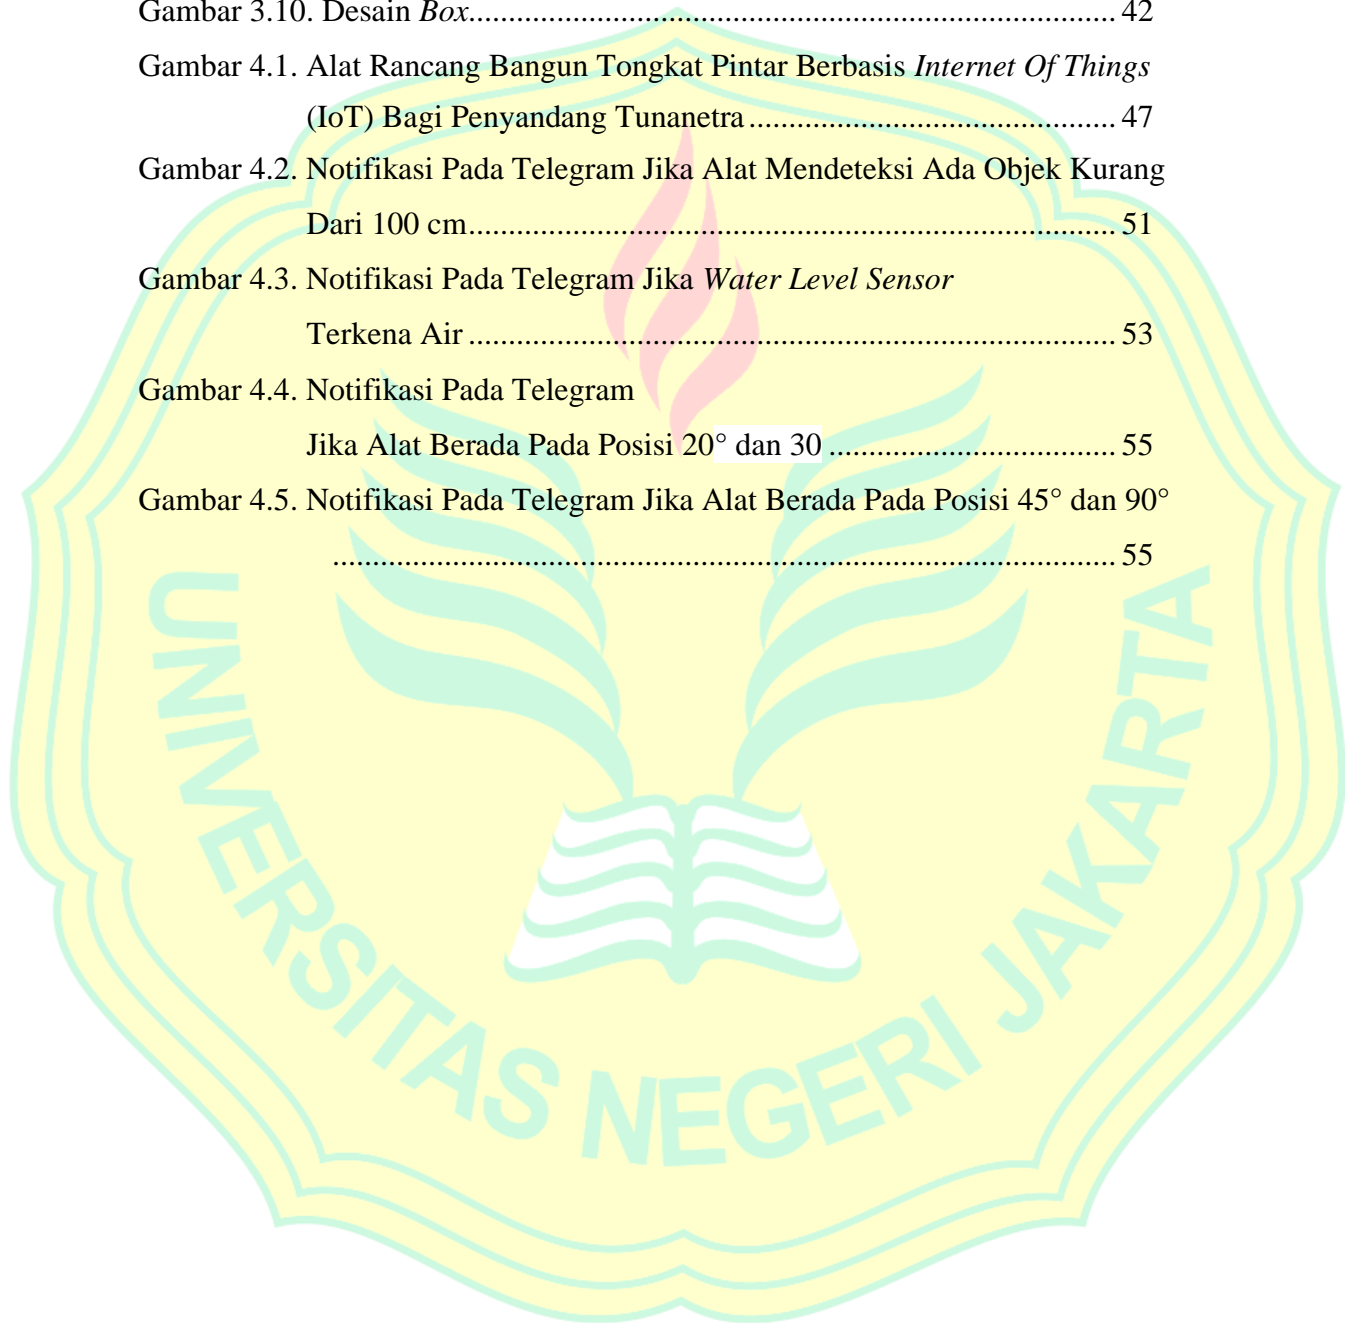 Gambar 3.10. Desain Box................................................................................. 42
Gambar 4.1. Alat Rancang Bangun Tongkat Pintar Berbasis Internet Of Things
(IoT) Bagi Penyandang Tunanetra.............................................. 47
Gambar 4.2. Notifikasi Pada Telegram Jika Alat Mendeteksi Ada Objek Kurang
Dari 100 cm................................................................................. 51
Gambar 4.3. Notifikasi Pada Telegram Jika Water Level Sensor
Terkena Air ................................................................................. 53
Gambar 4.4. Notifikasi Pada Telegram
Jika Alat Berada Pada Posisi 20° dan 30 .................................... 55
Gambar 4.5. Notifikasi Pada Telegram Jika Alat Berada Pada Posisi 45° dan 90°
.................................................................................................. 55
UNIVERSITAS NEGERI JAKARTA